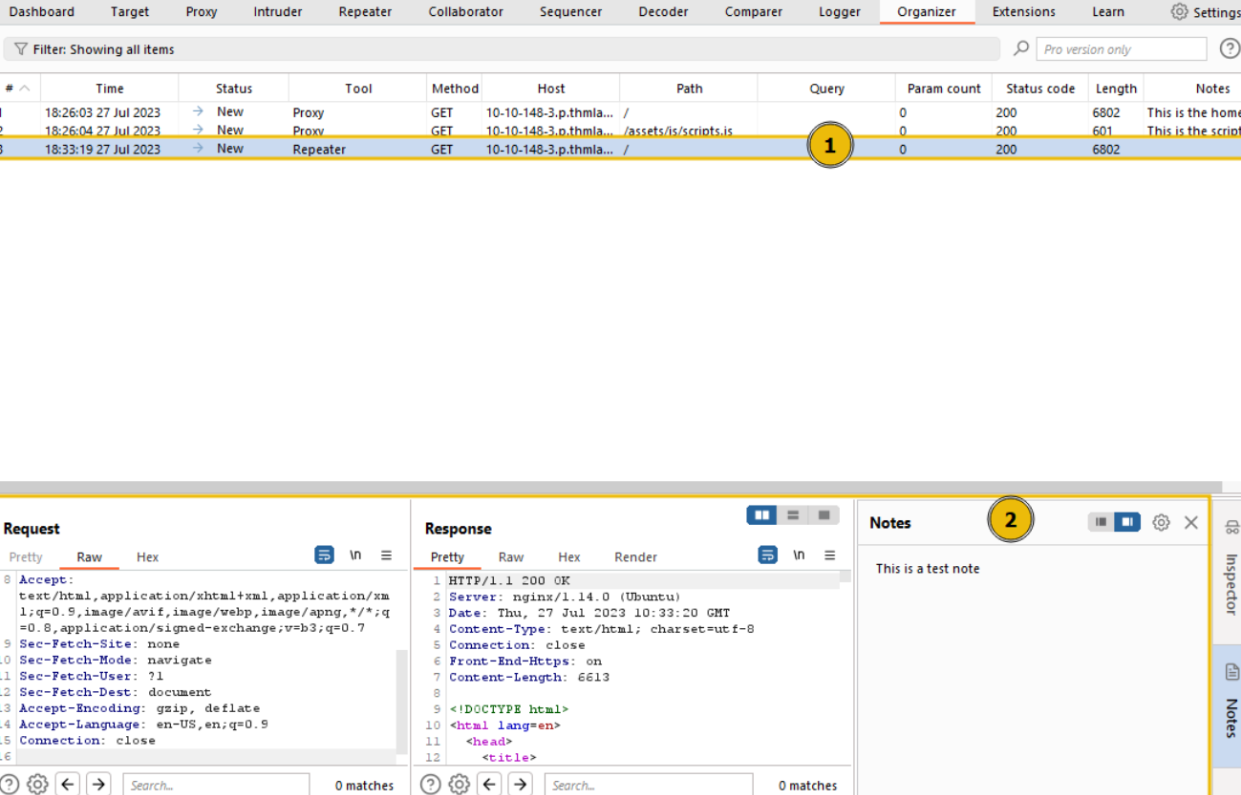 Dashboard Target Proxy Intruder Repeater Collaborator Sequencer Decoder Comparer Logger Organizer Extensions Learn Settings
Filter: Showing all items Pro version only ?
# Time Status Tool Method Host Path Query Param count Status code Length Notes
1 18:26:03 27 Jul 2023 New Proxy GET 10-10-148-3.p.thmla... / 0 200 6802 This is the home
2 18:26:04 27 Jul 2023 New Proxy GET 10-10-148-3.p.thmla... /assets/js/scripts.js 0 200 601 This is the script
3 18:33:19 27 Jul 2023 New Repeater GET 10-10-148-3.p.thmla... / 0 200 6802
1
Request
Pretty Raw Hex \n
8 Accept:
text/html,application/xhtml+xml,application/xm
l;q=0.9,image/avif,image/webp,image/apng,*/*;q
=0.8,application/signed-exchange;v=b3;q=0.7
9 Sec-Fetch-Site: none
10 Sec-Fetch-Mode: navigate
11 Sec-Fetch-User: ?1
12 Sec-Fetch-Dest: document
13 Accept-Encoding: gzip, deflate
14 Accept-Language: en-US,en;q=0.9
15 Connection: close
16
? Search... 0 matches
Response
Pretty Raw Hex Render \n
1 HTTP/1.1 200 OK
2 Server: nginx/1.14.0 (Ubuntu)
3 Date: Thu, 27 Jul 2023 10:33:20 GMT
4 Content-Type: text/html; charset=utf-8
5 Connection: close
6 Front-End-Https: on
7 Content-Length: 6613
8
9 <!DOCTYPE html>
10 <html lang=en>
11 <head>
12 <title>
? Search... 0 matches
Notes
2
This is a test note
Inspector
Notes